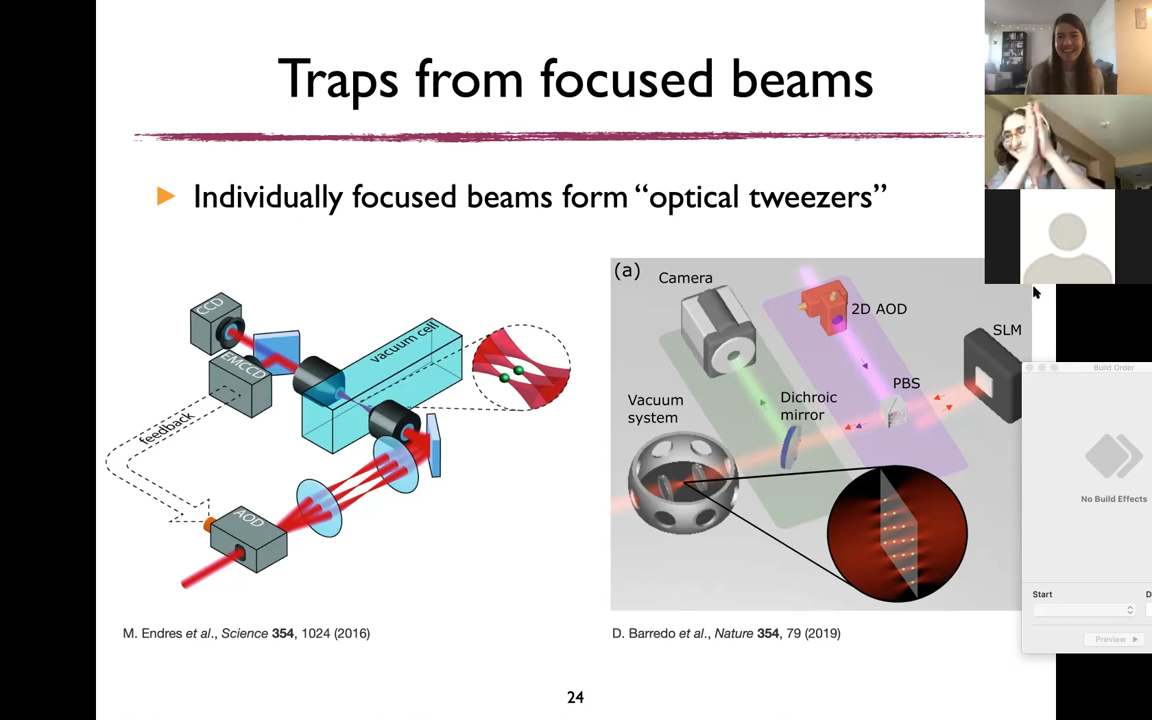 Traps from focused beams
Individually focused beams form “optical tweezers”
CCD
EMCCD
vacuum cell
feedback
AOD
M. Endres et al., Science 354, 1024 (2016)
(a)
Camera
2D AOD
SLM
PBS
Dichroic
mirror
Vacuum
system
D. Barredo et al., Nature 354, 79 (2019)
24
Build Order
No Build Effects
Start
D
Preview